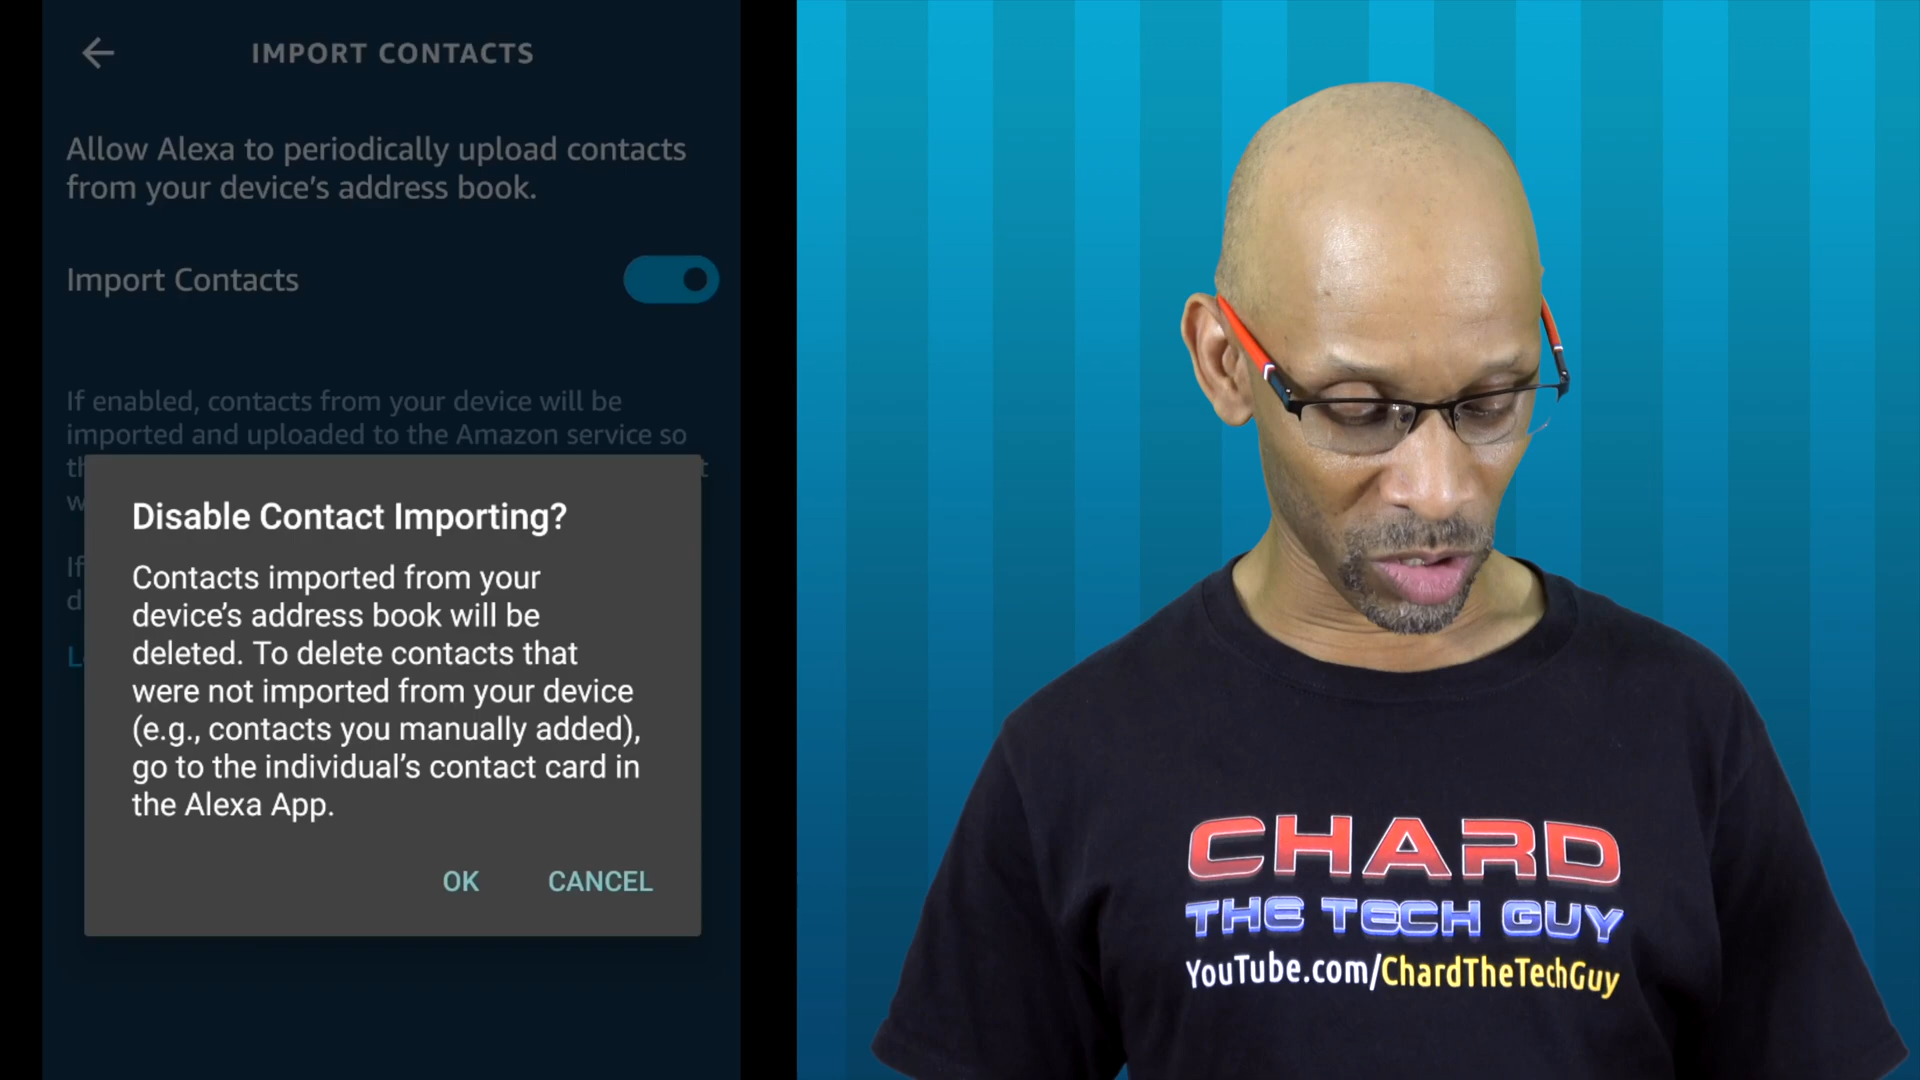 IMPORT CONTACTS
Allow Alexa to periodically upload contacts
from your device's address book.
Import Contacts
If enabled, contacts from your device will be
imported and uploaded to the Amazon service so
Disable Contact Importing?
Contacts imported from your
device's address book will be
deleted. To delete contacts that
were not imported from your device
(e.g., contacts you manually added),
go to the individual's contact card in
the Alexa App.
OK CANCEL
CHARD
THE TECH GUY
YouTube.com/ChardTheTechGuy